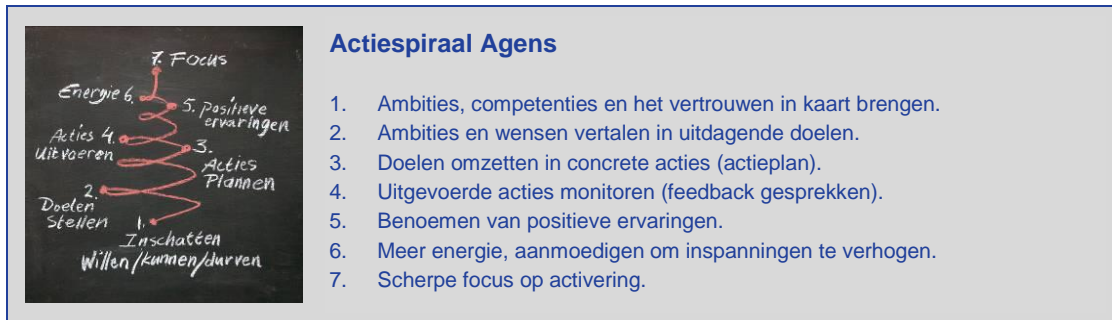 7. Focus
Energie 6.
5. Positieve
ervaringen
Acties 4.
Uitvoeren
3.
Acties
Plannen
2.
Doelen
Stellen
1.
Inschatten
Willen/kunnen/durven
Actiespiraal Agens
1. Ambities, competenties en het vertrouwen in kaart brengen.
2. Ambities en wensen vertalen in uitdagende doelen.
3. Doelen omzetten in concrete acties (actieplan).
4. Uitgevoerde acties monitoren (feedback gesprekken).
5. Benoemen van positieve ervaringen.
6. Meer energie, aanmoedigen om inspanningen te verhogen.
7. Scherpe focus op activering.